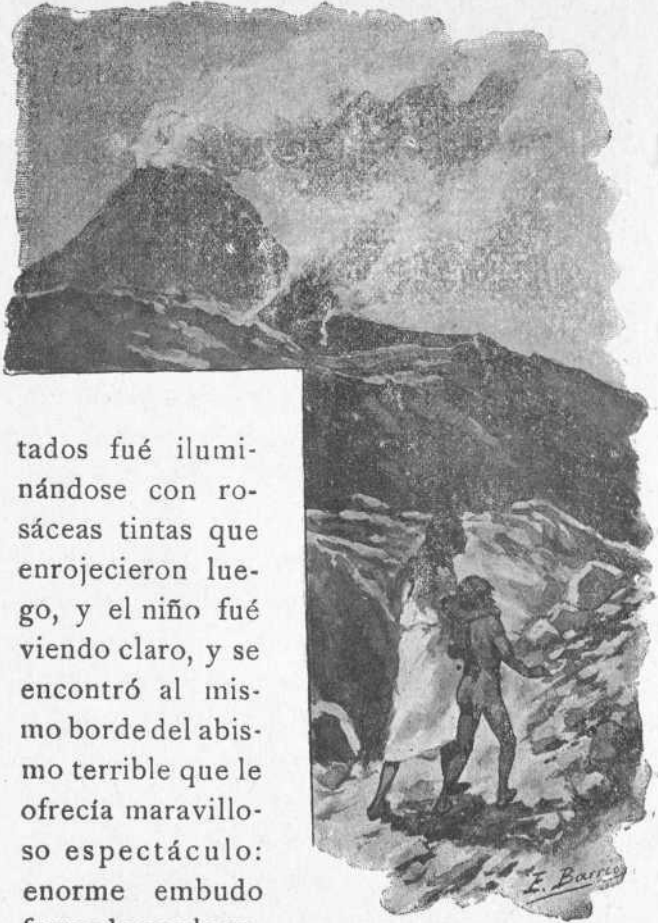 tados fué ilumi-
nándose con ro-
sáceas tintas que
enrojecieron lue-
go, y el niño fué
viendo claro, y se
encontró al mis-
mo borde del abis-
mo terrible que le
ofrecía maravillo-
so espectáculo:
enorme embudo
E. Barrios